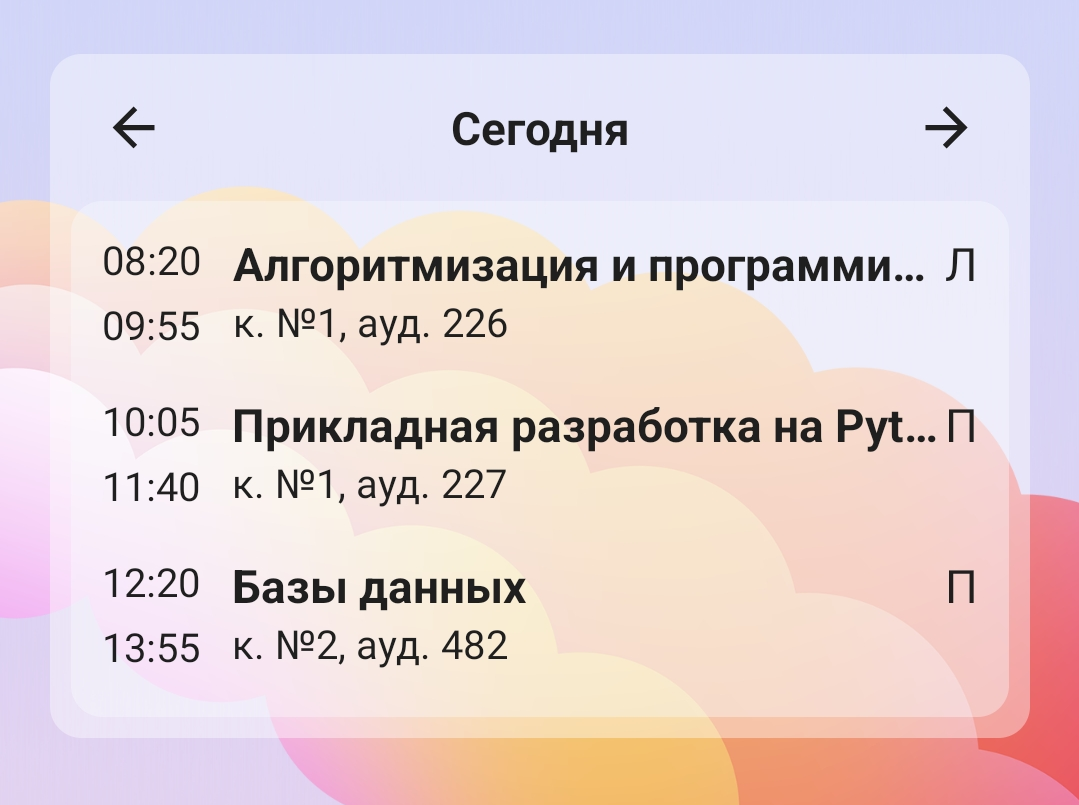 Сегодня
08:20 Алгоритмизация и программи... Л
09:55 к. №1, ауд. 226
10:05 Прикладная разработка на Pyt... П
11:40 к. №1, ауд. 227
12:20 Базы данных П
13:55 к. №2, ауд. 482